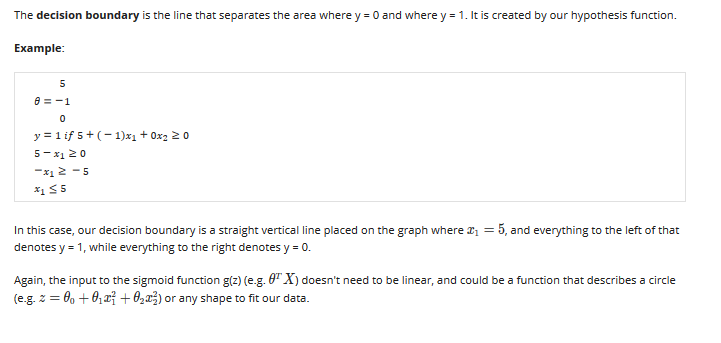 The decision boundary is the line that separates the area where y = 0 and where y = 1. It is created by our hypothesis function.
Example:
5
θ = −1
0
y = 1 if 5 + (− 1)x₁ + 0x₂ ≥ 0
5 − x₁ ≥ 0
−x₁ ≥ − 5
x₁ ≤ 5
In this case, our decision boundary is a straight vertical line placed on the graph where x₁ = 5, and everything to the left of that
denotes y = 1, while everything to the right denotes y = 0.
Again, the input to the sigmoid function g(z) (e.g. θᵀ X) doesn't need to be linear, and could be a function that describes a circle
(e.g. z = θ₀ + θ₁x₁² + θ₂x₂²) or any shape to fit our data.